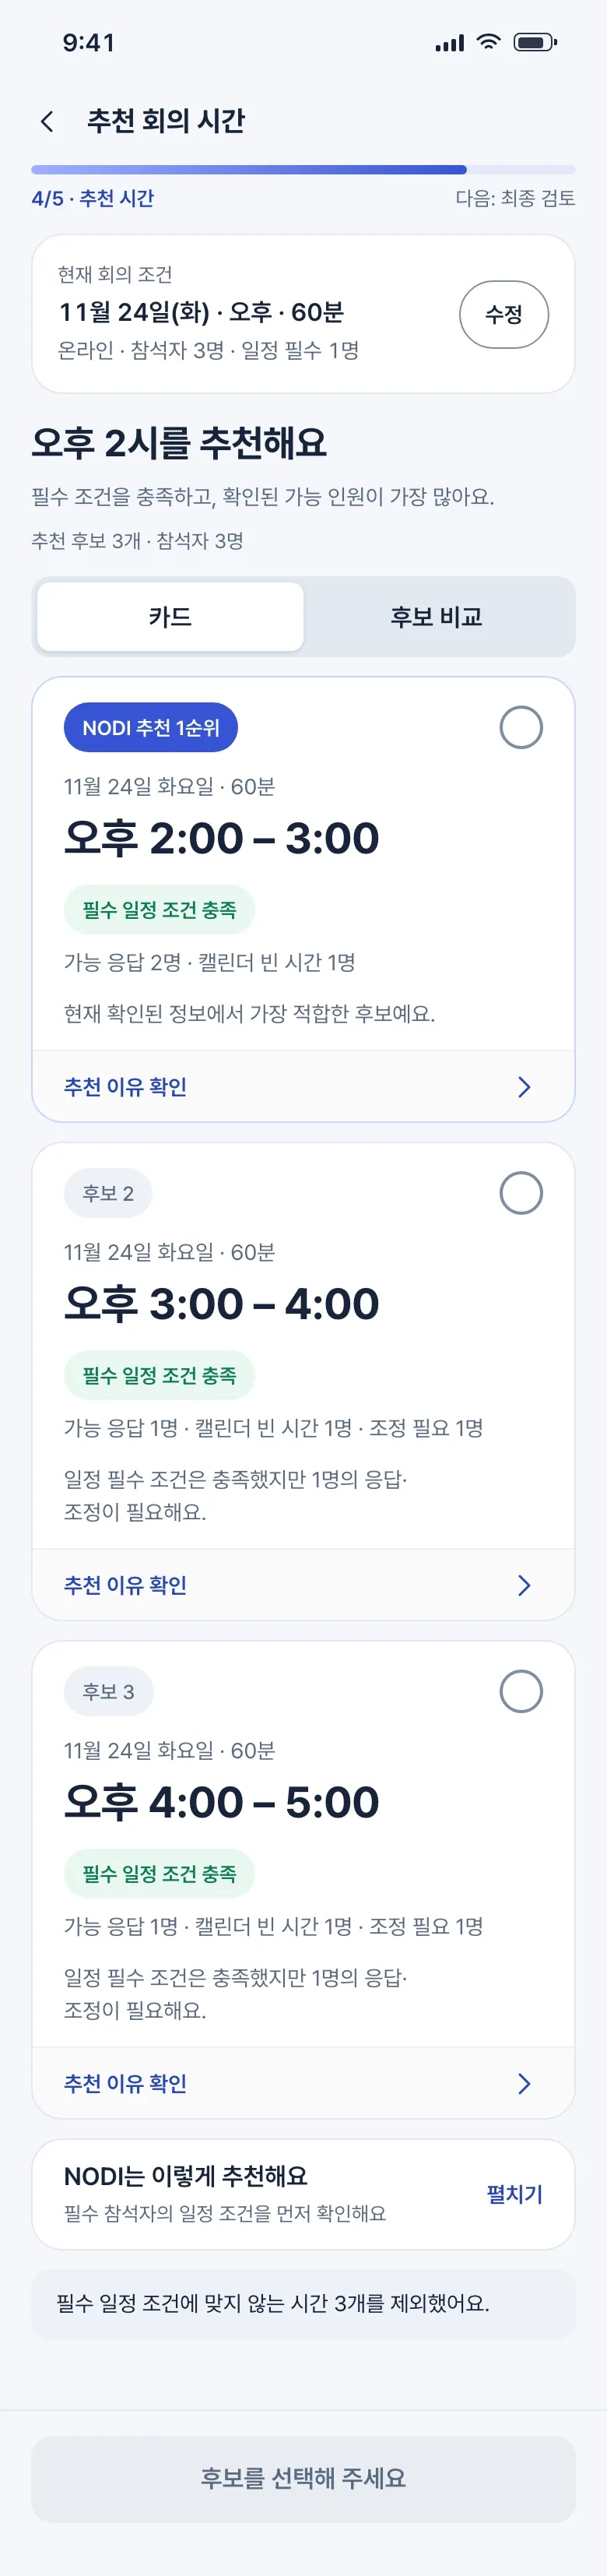 9:41
추천 회의 시간
4/5 · 추천 시간
다음: 최종 검토
현재 회의 조건
11월 24일(화) · 오후 · 60분
온라인 · 참석자 3명 · 일정 필수 1명
수정
오후 2시를 추천해요
필수 조건을 충족하고, 확인된 가능 인원이 가장 많아요.
추천 후보 3개 · 참석자 3명
카드
후보 비교
NODI 추천 1순위
11월 24일 화요일 · 60분
오후 2:00 – 3:00
필수 일정 조건 충족
가능 응답 2명 · 캘린더 빈 시간 1명
현재 확인된 정보에서 가장 적합한 후보예요.
추천 이유 확인
후보 2
11월 24일 화요일 · 60분
오후 3:00 – 4:00
필수 일정 조건 충족
가능 응답 1명 · 캘린더 빈 시간 1명 · 조정 필요 1명
일정 필수 조건은 충족했지만 1명의 응답·
조정이 필요해요.
추천 이유 확인
후보 3
11월 24일 화요일 · 60분
오후 4:00 – 5:00
필수 일정 조건 충족
가능 응답 1명 · 캘린더 빈 시간 1명 · 조정 필요 1명
일정 필수 조건은 충족했지만 1명의 응답·
조정이 필요해요.
추천 이유 확인
NODI는 이렇게 추천해요
필수 참석자의 일정 조건을 먼저 확인해요
펼치기
필수 일정 조건에 맞지 않는 시간 3개를 제외했어요.
후보를 선택해 주세요